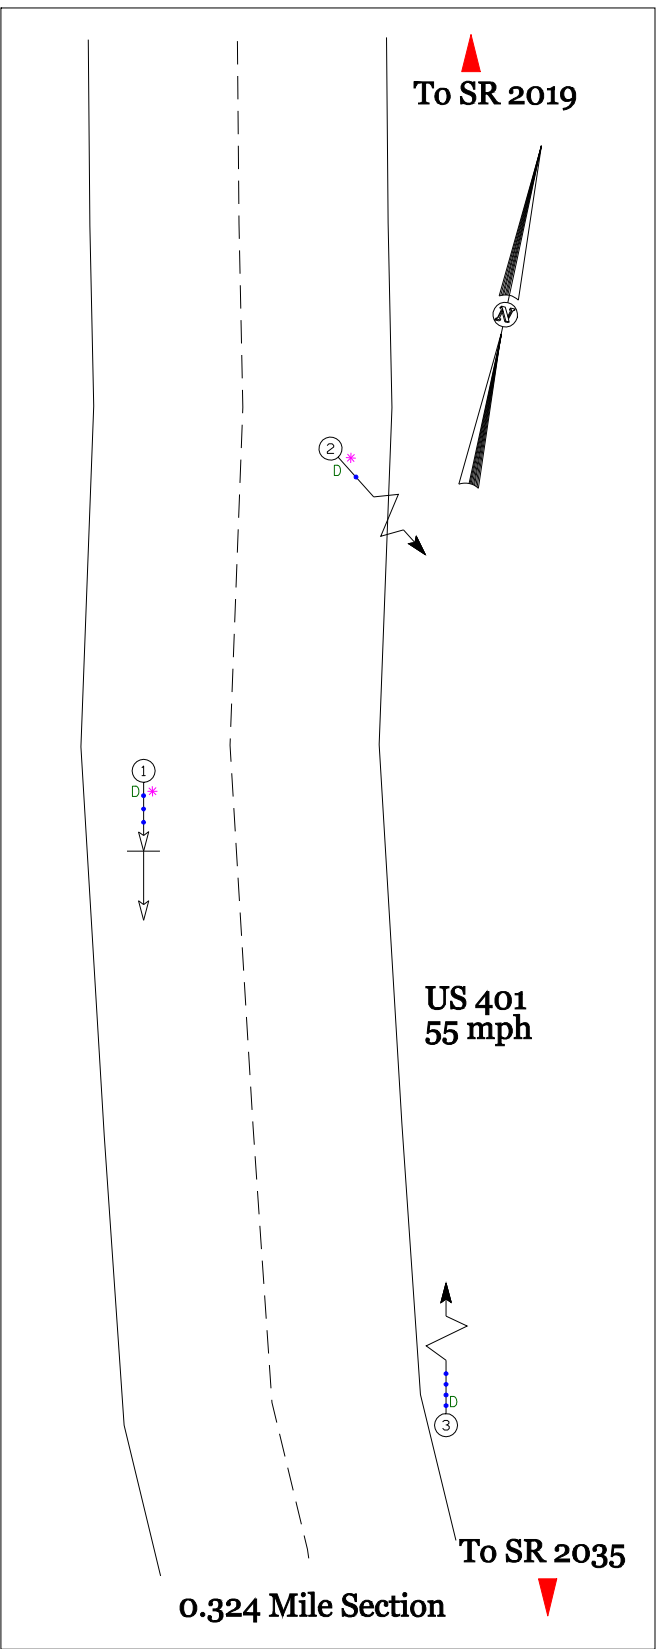 To SR 2019
N
2
*
D
1
D *
US 401
55 mph
D
3
To SR 2035
0.324 Mile Section